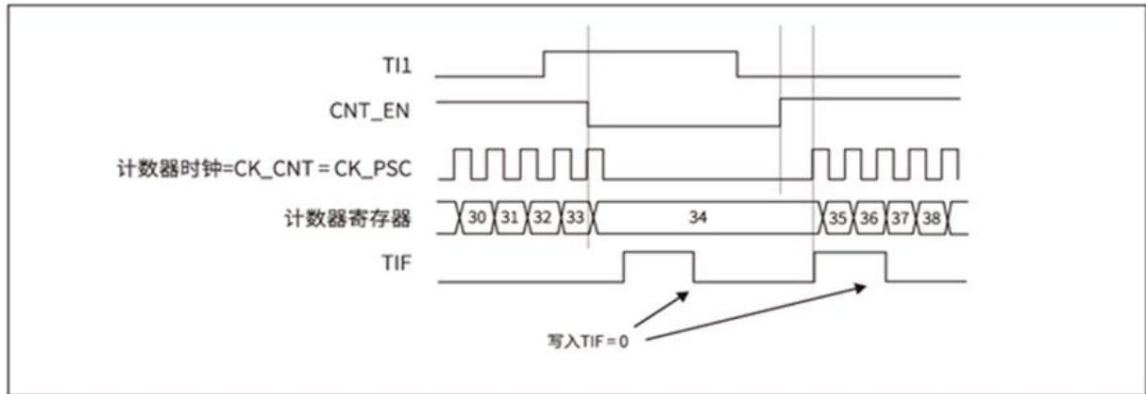 TI1
CNT_EN
计数器时钟=CK_CNT = CK_PSC
计数器寄存器 30 31 32 33 34 35 36 37 38
TIF
写入TIF = 0